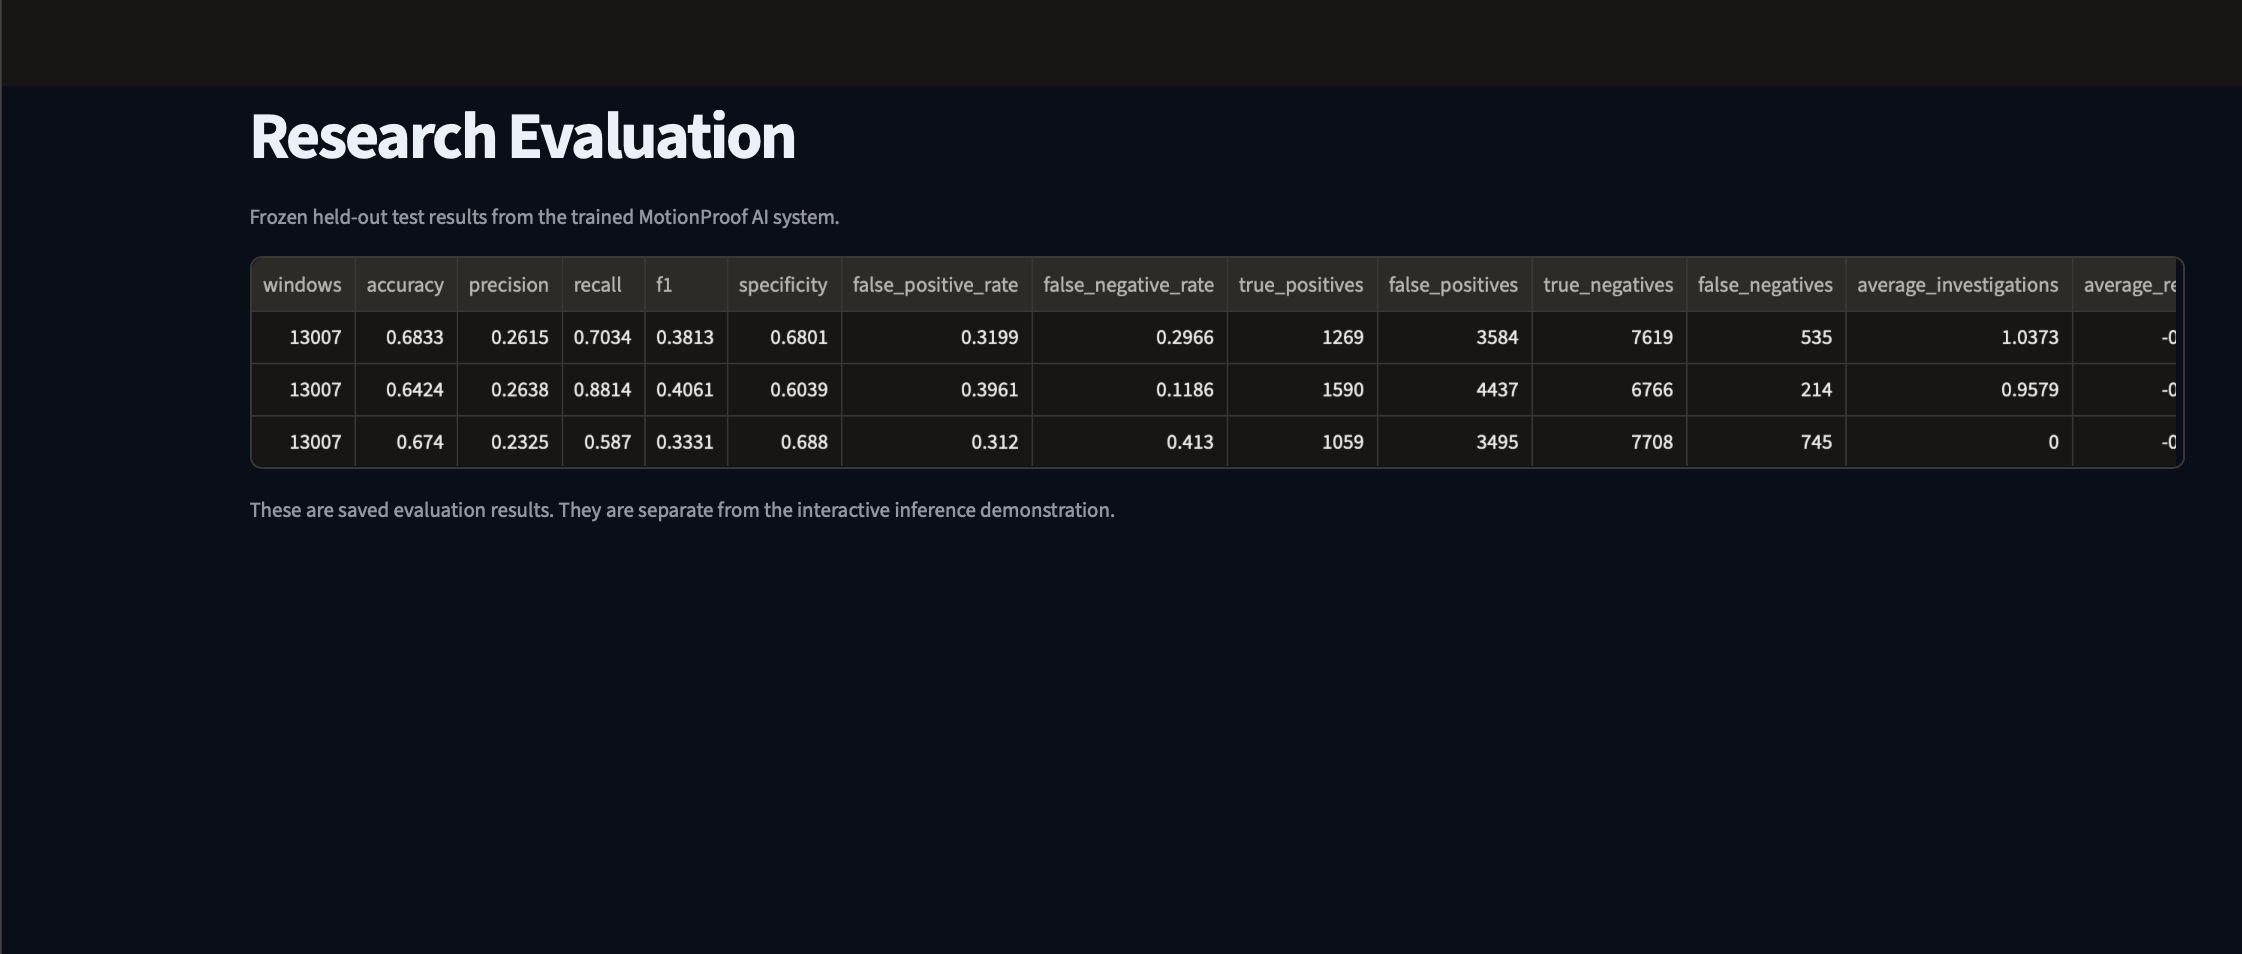 Research Evaluation
Frozen held-out test results from the trained MotionProof AI system.
windows accuracy precision recall f1 specificity false_positive_rate false_negative_rate true_positives false_positives true_negatives false_negatives average_investigations average_re
13007 0.6833 0.2615 0.7034 0.3813 0.6801 0.3199 0.2966 1269 3584 7619 535 1.0373 -0
13007 0.6424 0.2638 0.8814 0.4061 0.6039 0.3961 0.1186 1590 4437 6766 214 0.9579 -0
13007 0.674 0.2325 0.587 0.3331 0.688 0.312 0.413 1059 3495 7708 745 0 -0
These are saved evaluation results. They are separate from the interactive inference demonstration.